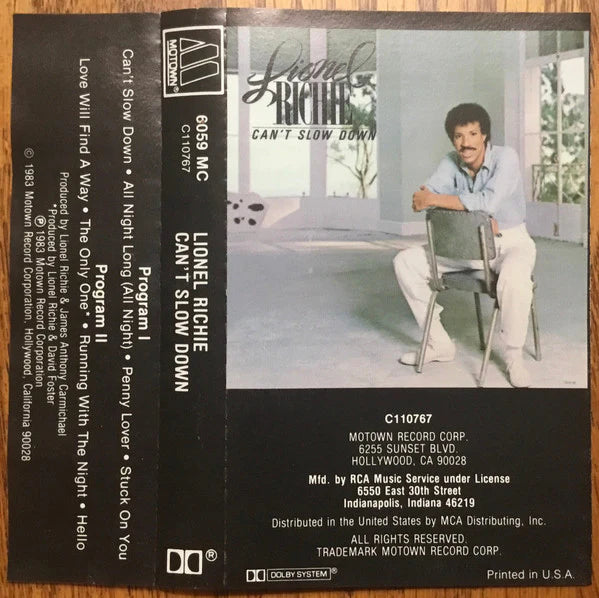 Can't Slow Down • All Night Long (All Night) • Penny Lover • Stuck On You
Program I
Love Will Find A Way • The Only One* • Running With The Night • Hello
Program II
Produced by Lionel Richie & James Anthony Carmichael
*Produced by Lionel Richie & David Foster
℗ 1983 Motown Record Corporation
© 1983 Motown Record Corporation, Hollywood, California 90028
MOTOWN®
6059 MC
C110767
LIONEL RICHIE
CAN'T SLOW DOWN
®
Lionel
RICHIE
CAN'T SLOW DOWN
C110767
MOTOWN RECORD CORP.
6255 SUNSET BLVD.
HOLLYWOOD, CA 90028
Mfd. by RCA Music Service under License
6550 East 30th Street
Indianapolis, Indiana 46219
Distributed in the United States by MCA Distributing, Inc.
ALL RIGHTS RESERVED.
TRADEMARK MOTOWN RECORD CORP.
DOLBY SYSTEM®
Printed in U.S.A.